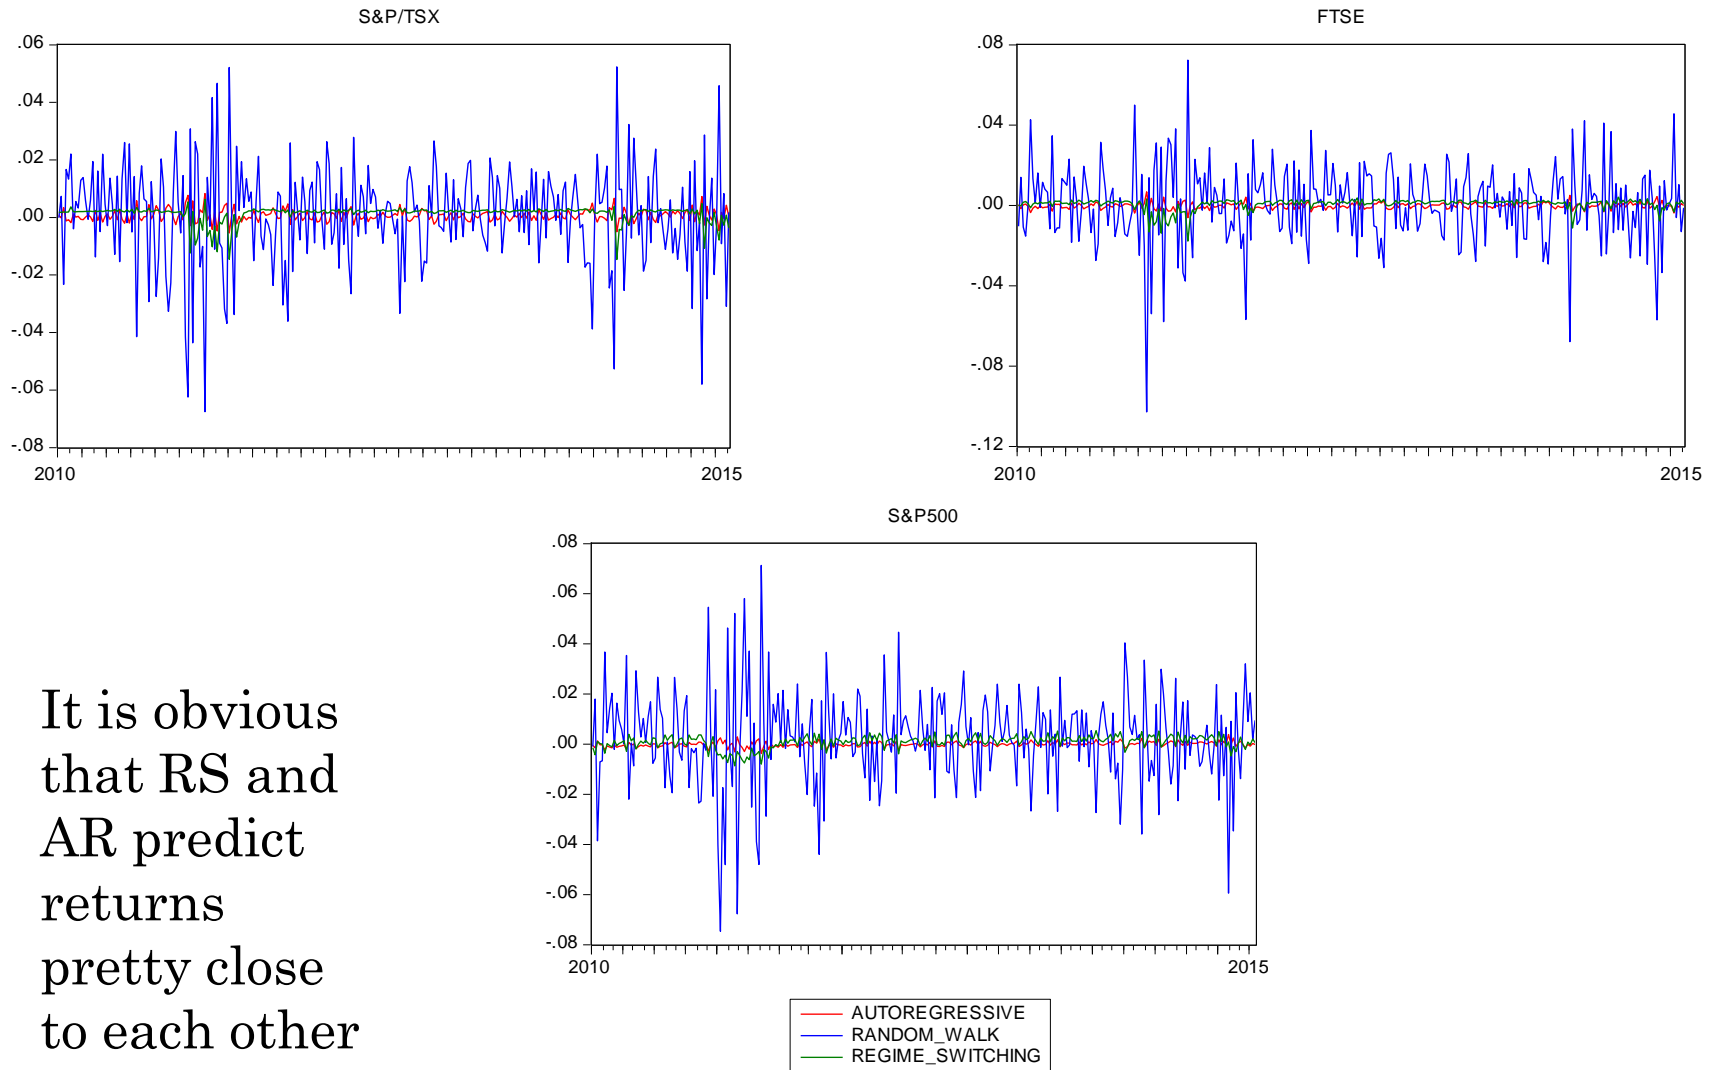 S&P/TSX
.06
.04
.02
.00
-.02
-.04
-.06
-.08
2010
2015
FTSE
.08
.04
.00
-.04
-.08
-.12
2010
2015
S&P500
.08
.06
.04
.02
.00
-.02
-.04
-.06
-.08
2010
2015
It is obvious
that RS and
AR predict
returns
pretty close
to each other
AUTOREGRESSIVE
RANDOM_WALK
REGIME_SWITCHING